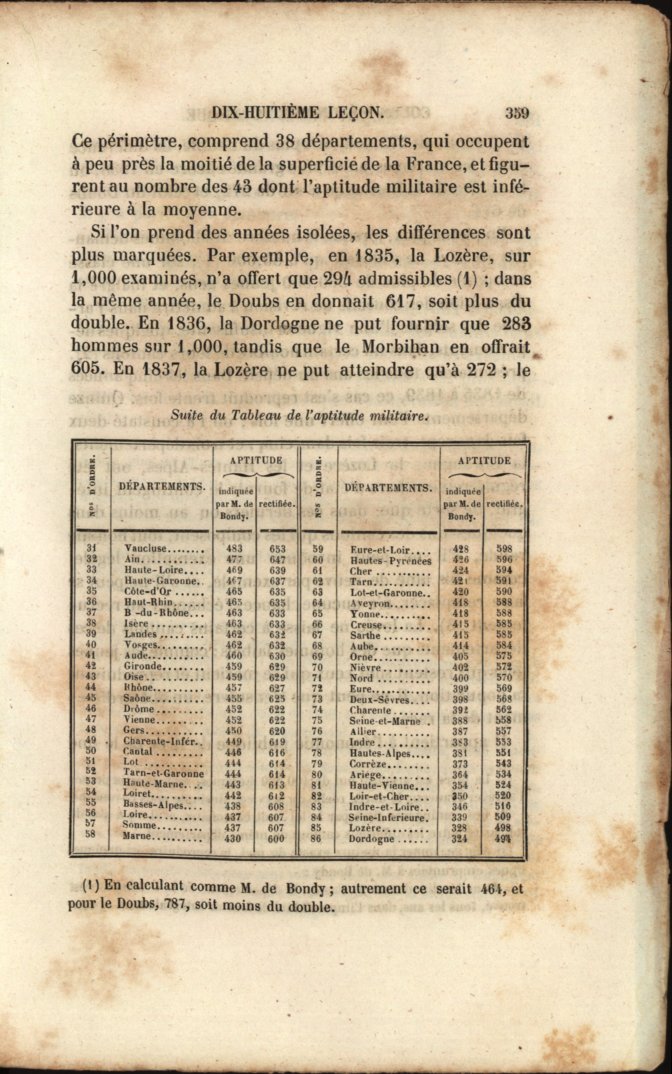 DIX-HUITIÈME LEÇON. 359
Ce périmètre, comprend 38 départements, qui occupent
à peu près la moitié de la superficie de la France, et figu-
rent au nombre des 43 dont l'aptitude militaire est infé-
rieure à la moyenne.
Si l'on prend des années isolées, les différences sont
plus marquées. Par exemple, en 1835, la Lozère, sur
1,000 examinés, n'a offert que 294 admissibles (1) ; dans
la même année, le Doubs en donnait 617, soit plus du
double. En 1836, la Dordogne ne put fournir que 283
hommes sur 1,000, tandis que le Morbihan en offrait
605. En 1837, la Lozère ne put atteindre qu'à 272 ; le
Suite du Tableau de l'aptitude militaire.
Nos D'ORDRE. DÉPARTEMENTS. APTITUDE indiquée par M. de Bondy. rectifiée. Nos D'ORDRE. DÉPARTEMENTS. APTITUDE indiquée par M. de Bondy. rectifiée.
31 Vaucluse........ 483 653 59 Eure-et-Loir.... 428 598
32 Ain............ 477 647 60 Hautes-Pyrénées 426 596
33 Haute-Loire.... 469 639 61 Cher .......... 424 594
34 Haute-Garonne.. 467 637 62 Tarn........... 421 591
35 Côte-d'Or ...... 465 635 63 Lot-et-Garonne.. 420 590
36 Haut-Rhin...... 465 635 64 Aveyron........ 418 588
37 B -du-Rhône... 463 633 65 Yonne.......... 418 588
38 Isère .......... 463 633 66 Creuse.......... 415 585
39 Landes ......... 462 632 67 Sarthe ......... 415 585
40 Vosges.......... 462 632 68 Aube........... 414 584
41 Aude........... 460 630 69 Orne........... 405 575
42 Gironde........ 459 629 70 Nièvre ......... 402 572
43 Oise .. ........ 459 629 71 Nord .......... 400 570
44 Rhône.......... 457 627 72 Eure........... 399 569
45 Saône.......... 455 625 73 Deux-Sèvres.... 398 568
46 Drôme ......... 452 622 74 Charente ....... 392 562
47 Vienne......... 452 622 75 Seine-et-Marne . 388 558
48 Gers........... 450 620 76 Allier.......... 387 557
49 Charente-Infér.. 449 619 77 Indre .......... 383 553
50 Cantal ......... 446 616 78 Hautes-Alpes.... 381 551
51 Lot ........... 444 614 79 Corrèze........ 373 543
52 Tarn-et-Garonne 444 614 80 Ariège......... 364 534
53 Haute-Marne.... 443 613 81 Haute-Vienne... 354 524
54 Loiret.......... 442 612 82 Loir-et-Cher.... 350 520
55 Basses-Alpes.... 438 608 83 Indre-et-Loire.. 346 516
56 Loire........... 437 607 84 Seine-Inferieure. 339 509
57 Somme......... 437 607 85 Lozère......... 328 498
58 Marne.......... 430 600 86 Dordogne ...... 324 494
(1) En calculant comme M. de Bondy ; autrement ce serait 464, et
pour le Doubs, 787, soit moins du double.